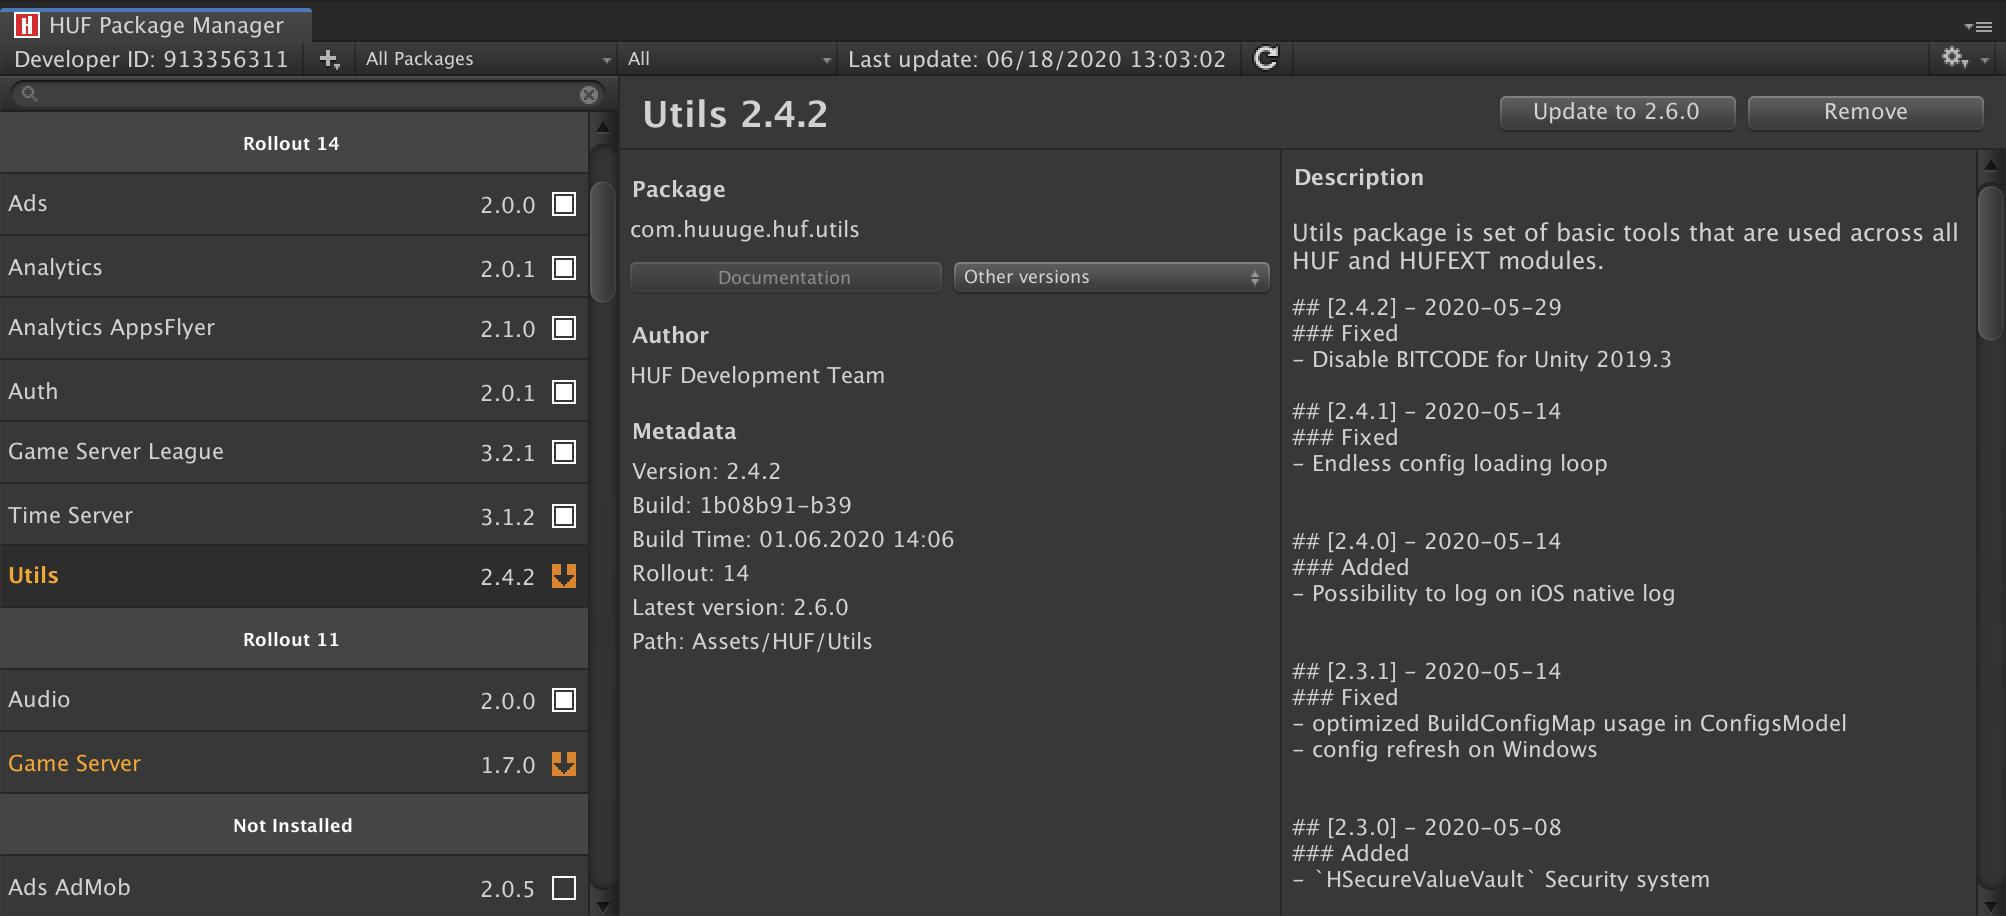 HUF Package Manager
Developer ID: 913356311
All Packages
All
Last update: 06/18/2020 13:03:02
Rollout 14
Ads 2.0.0
Analytics 2.0.1
Analytics AppsFlyer 2.1.0
Auth 2.0.1
Game Server League 3.2.1
Time Server 3.1.2
Utils 2.4.2
Rollout 11
Audio 2.0.0
Game Server 1.7.0
Not Installed
Ads AdMob 2.0.5
Utils 2.4.2
Update to 2.6.0
Remove
Package
com.huuuge.huf.utils
Documentation
Other versions
Author
HUF Development Team
Metadata
Version: 2.4.2
Build: 1b08b91-b39
Build Time: 01.06.2020 14:06
Rollout: 14
Latest version: 2.6.0
Path: Assets/HUF/Utils
Description
Utils package is set of basic tools that are used across all
HUF and HUFEXT modules.
## [2.4.2] - 2020-05-29
### Fixed
- Disable BITCODE for Unity 2019.3
## [2.4.1] - 2020-05-14
### Fixed
- Endless config loading loop
## [2.4.0] - 2020-05-14
### Added
- Possibility to log on iOS native log
## [2.3.1] - 2020-05-14
### Fixed
- optimized BuildConfigMap usage in ConfigsModel
- config refresh on Windows
## [2.3.0] - 2020-05-08
### Added
- `HSecureValueVault` Security system